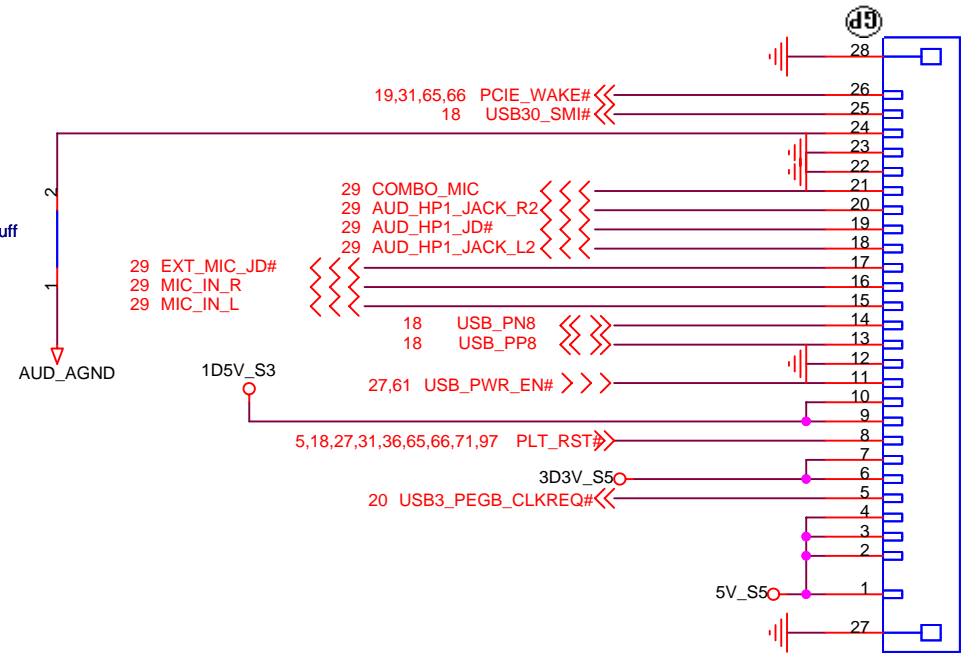 GP
28
19,31,65,66 PCIE_WAKE# 26
18 USB30_SMI# 25
24
23
22
29 COMBO_MIC 21
29 AUD_HP1_JACK_R2 20
29 AUD_HP1_JD# 19
29 AUD_HP1_JACK_L2 18
2
uff
1
29 EXT_MIC_JD# 17
29 MIC_IN_R 16
29 MIC_IN_L 15
18 USB_PN8 14
18 USB_PP8 13
12
AUD_AGND
1D5V_S3
27,61 USB_PWR_EN# 11
10
9
5,18,27,31,36,65,66,71,97 PLT_RST# 8
7
3D3V_S5 6
20 USB3_PEGB_CLKREQ# 5
4
3
2
5V_S5 1
27